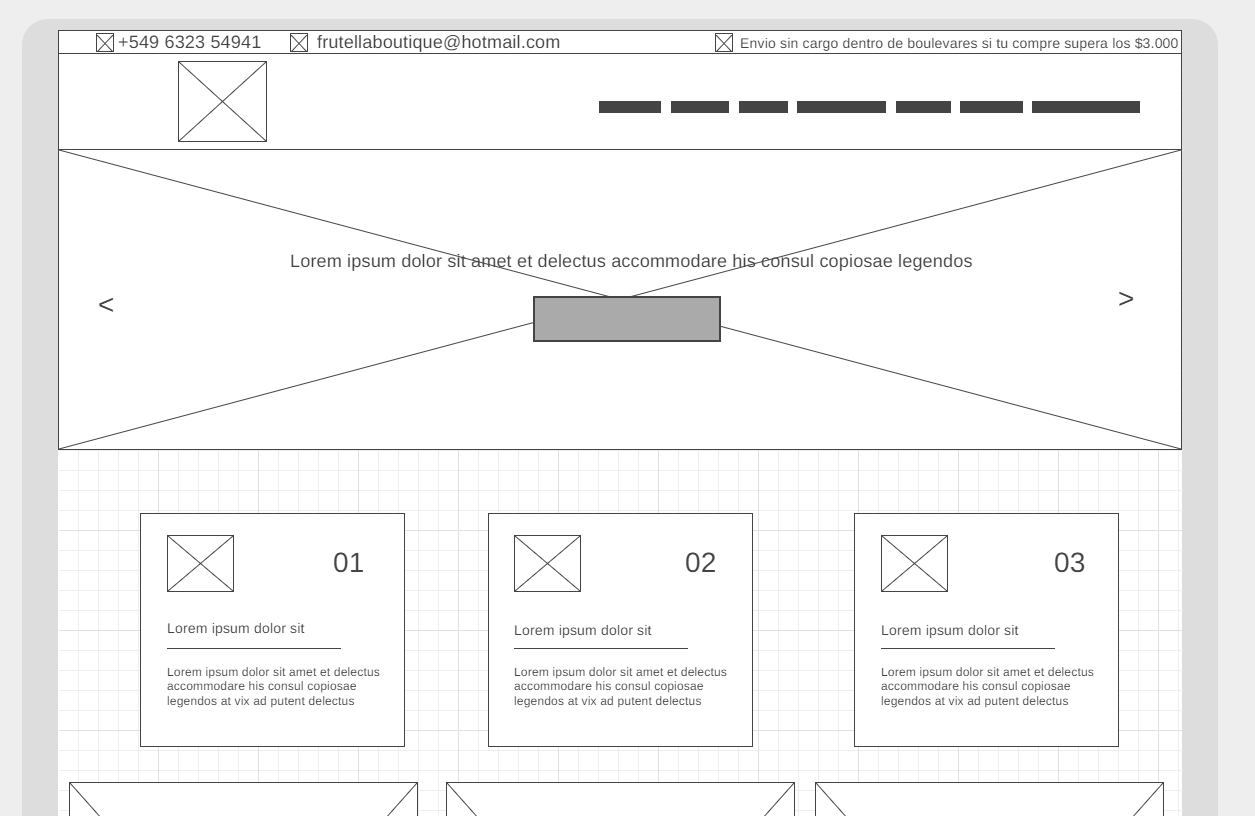 +549 6323 54941 frutellaboutique@hotmail.com Envio sin cargo dentro de boulevares si tu compre supera los $3.000
Lorem ipsum dolor sit amet et delectus accommodare his consul copiosae legendos
< >
01
Lorem ipsum dolor sit
Lorem ipsum dolor sit amet et delectus
accommodare his consul copiosae
legendos at vix ad putent delectus
02
Lorem ipsum dolor sit
Lorem ipsum dolor sit amet et delectus
accommodare his consul copiosae
legendos at vix ad putent delectus
03
Lorem ipsum dolor sit
Lorem ipsum dolor sit amet et delectus
accommodare his consul copiosae
legendos at vix ad putent delectus